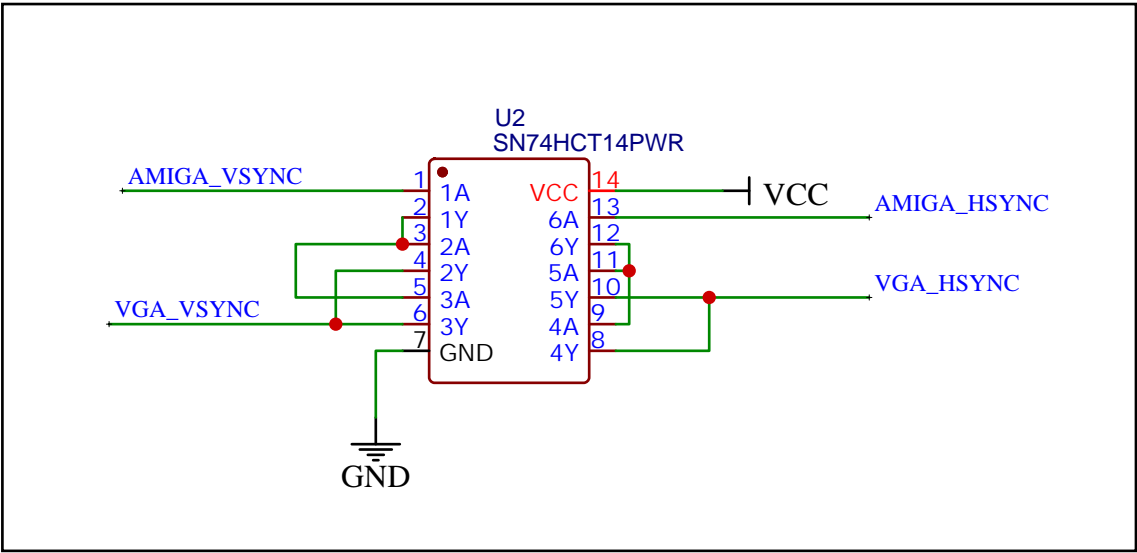 U2
SN74HCT14PWR
AMIGA_VSYNC
1
1A
2
1Y
3
2A
4
2Y
5
3A
VGA_VSYNC
6
3Y
7
GND
VCC
14
VCC
6A
13
AMIGA_HSYNC
6Y
12
5A
11
5Y
10
VGA_HSYNC
4A
9
4Y
8
GND